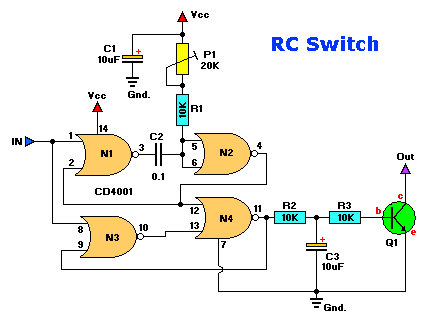 Vcc
RC Switch
C1
10uF
P1
20K
Gnd.
Vcc
10K
R1
14
IN
1
2
N1
3
C2
0.1
5
6
N2
4
CD4001
Out
12
13
N4
11
R2
10K
R3
10K
c
b
e
Q1
8
9
N3
10
7
C3
10uF
Gnd.